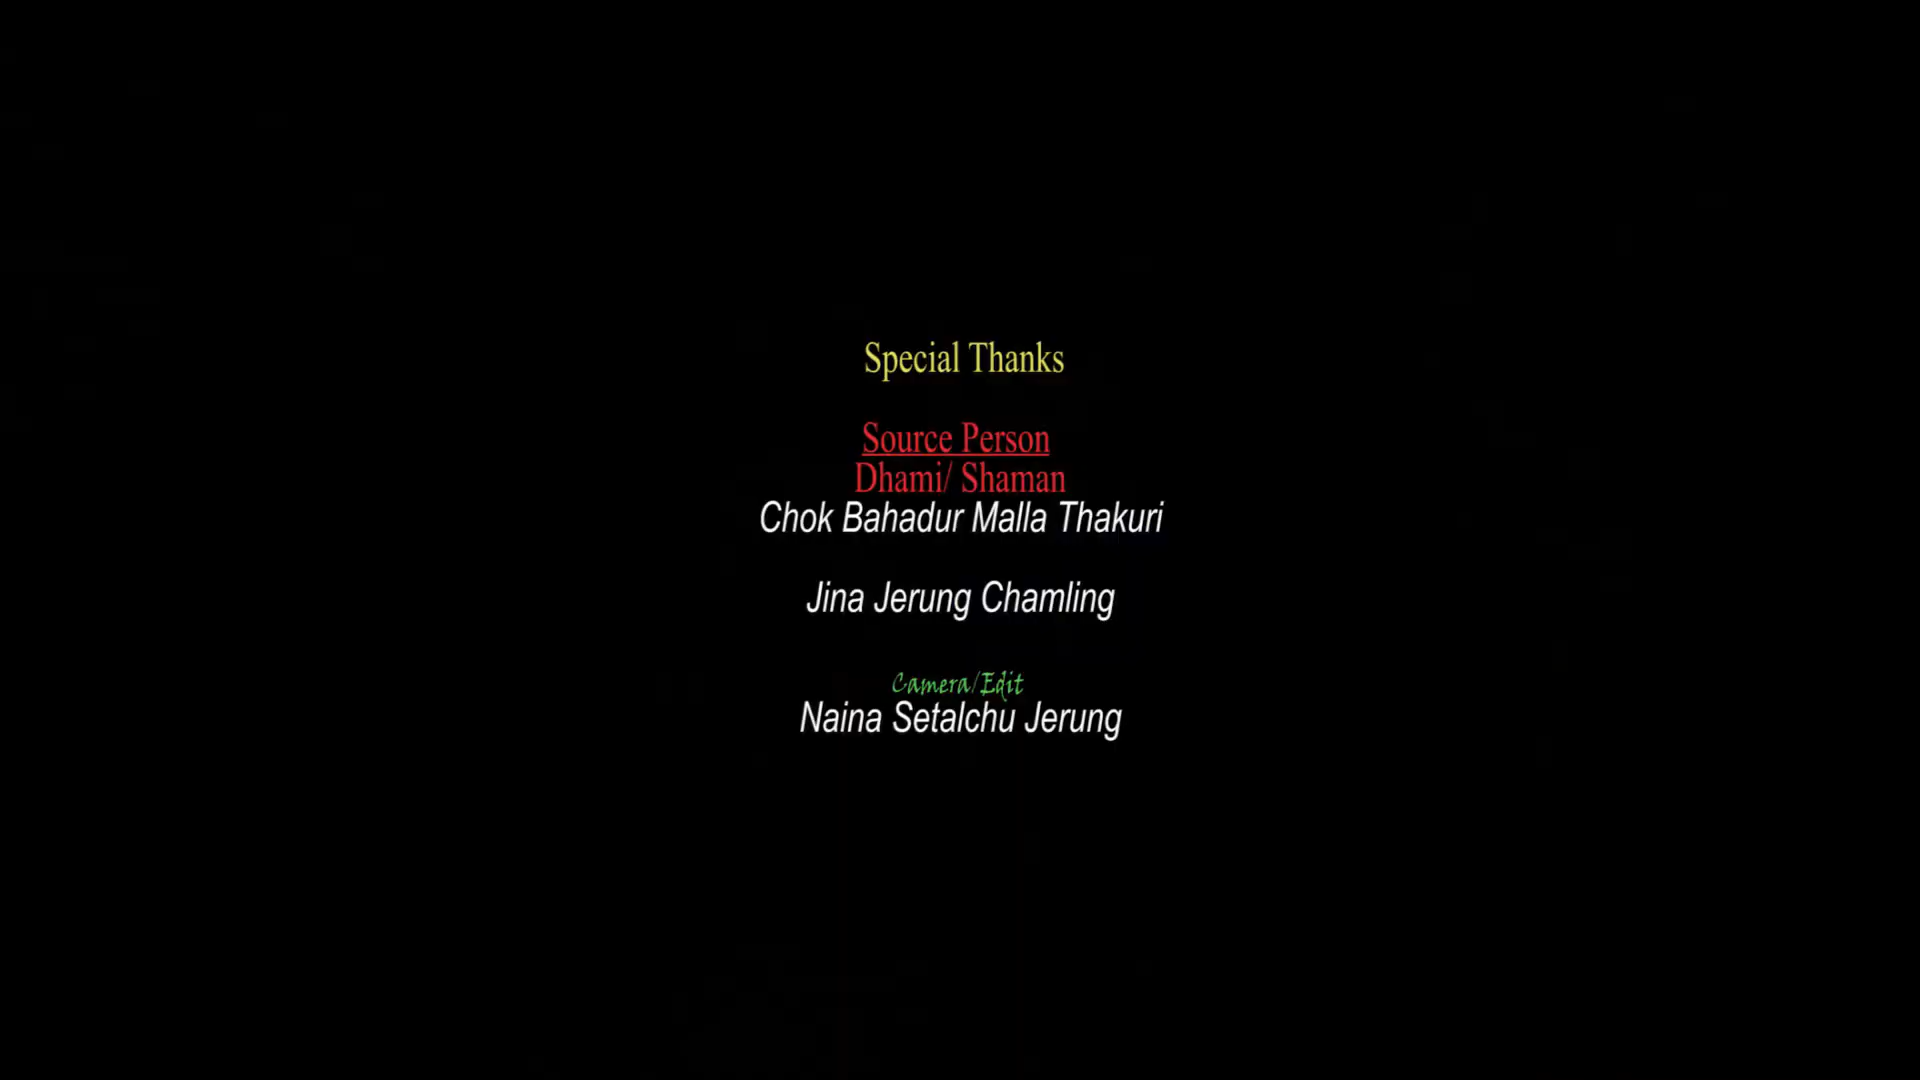 Special Thanks
Source Person
Dhami/ Shaman
Chok Bahadur Malla Thakuri
Jina Jerung Chamling
Camera/Edit
Naina Setalchu Jerung